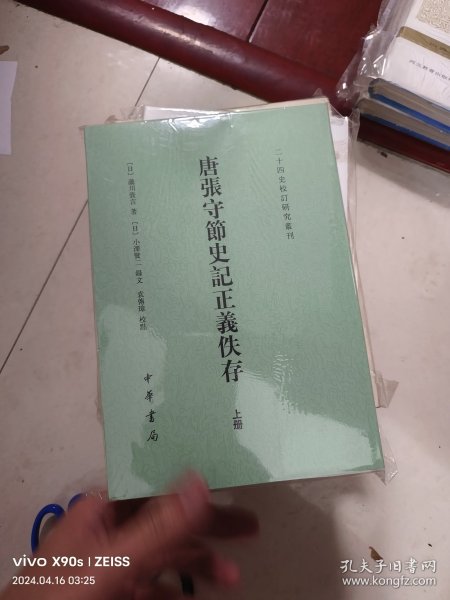 二十四史校訂研究叢刊
唐張守節史記正義佚存
上册
〔日〕瀧川資言 著
〔日〕小澤賢二 錄文 袁傳璋 校點
中華書局
vivo X90s | ZEISS
2024.04.16 03:25
孔夫子旧书网
www.kongfz.com